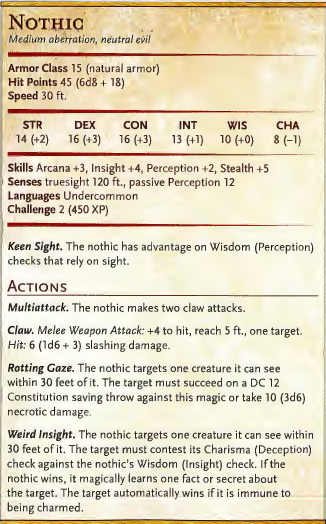 NOTHIC
Medium aberration, neutral evil
Armor Class 15 (natural armor)
Hit Points 45 (6d8 + 18)
Speed 30 ft.
STR DEX CON INT WIS CHA
14 (+2) 16 (+3) 16 (+3) 13 (+1) 10 (+0) 8 (−1)
Skills Arcana +3, Insight +4, Perception +2, Stealth +5
Senses truesight 120 ft., passive Perception 12
Languages Undercommon
Challenge 2 (450 XP)
Keen Sight. The nothic has advantage on Wisdom (Perception)
checks that rely on sight.
ACTIONS
Multiattack. The nothic makes two claw attacks.
Claw. Melee Weapon Attack: +4 to hit, reach 5 ft., one target.
Hit: 6 (1d6 + 3) slashing damage.
Rotting Gaze. The nothic targets one creature it can see
within 30 feet of it. The target must succeed on a DC 12
Constitution saving throw against this magic or take 10 (3d6)
necrotic damage.
Weird Insight. The nothic targets one creature it can see within
30 feet of it. The target must contest its Charisma (Deception)
check against the nothic's Wisdom (Insight) check. If the
nothic wins, it magically learns one fact or secret about
the target. The target automatically wins if it is immune to
being charmed.